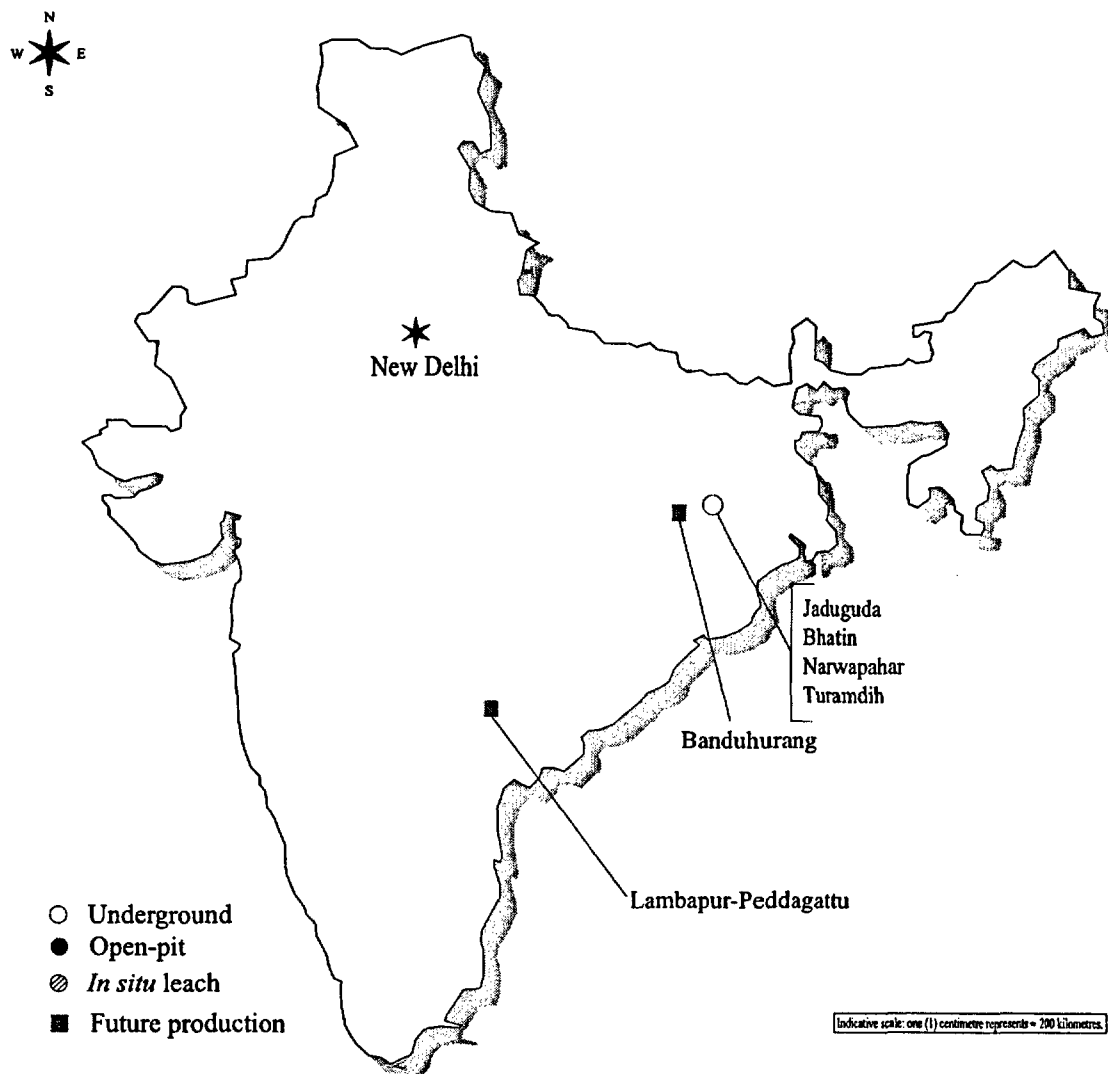 N
W E
S
New Delhi
Jaduguda
Bhatin
Narwapahar
Turamdih
Banduhurang
Lambapur-Peddagattu
Underground
Open-pit
In situ leach
Future production
Indicative scale: one (1) centimetre represents ≈ 200 kilometres.